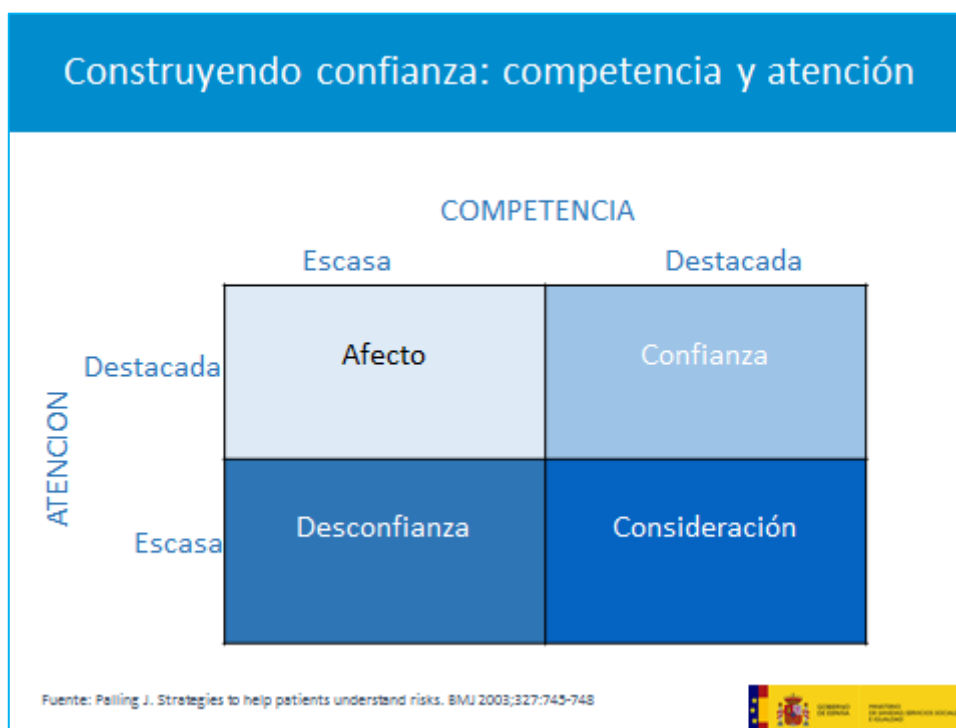 Construyendo confianza: competencia y atención
COMPETENCIA
Escasa Destacada
Destacada Afecto Confianza
ATENCION
Escasa Desconfianza Consideración
Fuente: Palling J. Strategies to help patients understand risks. BMJ 2003;327:745-748
GOBIERNO
DE ESPAÑA
MINISTERIO
DE SANIDAD, SERVICIOS SOCIALES
E IGUALDAD